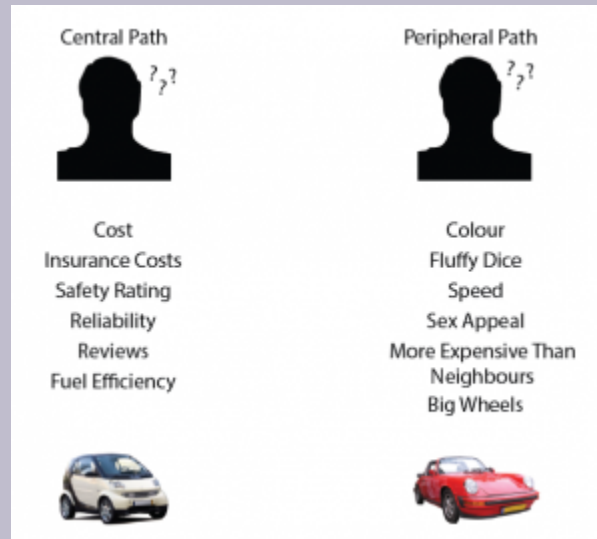 Central Path
???
Cost
Insurance Costs
Safety Rating
Reliability
Reviews
Fuel Efficiency
Peripheral Path
???
Colour
Fluffy Dice
Speed
Sex Appeal
More Expensive Than
Neighbours
Big Wheels